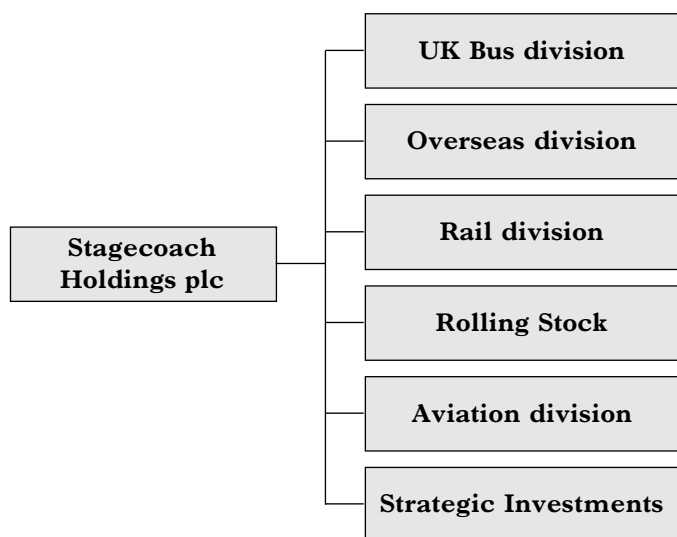 UK Bus division
Overseas division
Rail division
Stagecoach
Holdings plc
Rolling Stock
Aviation division
Strategic Investments